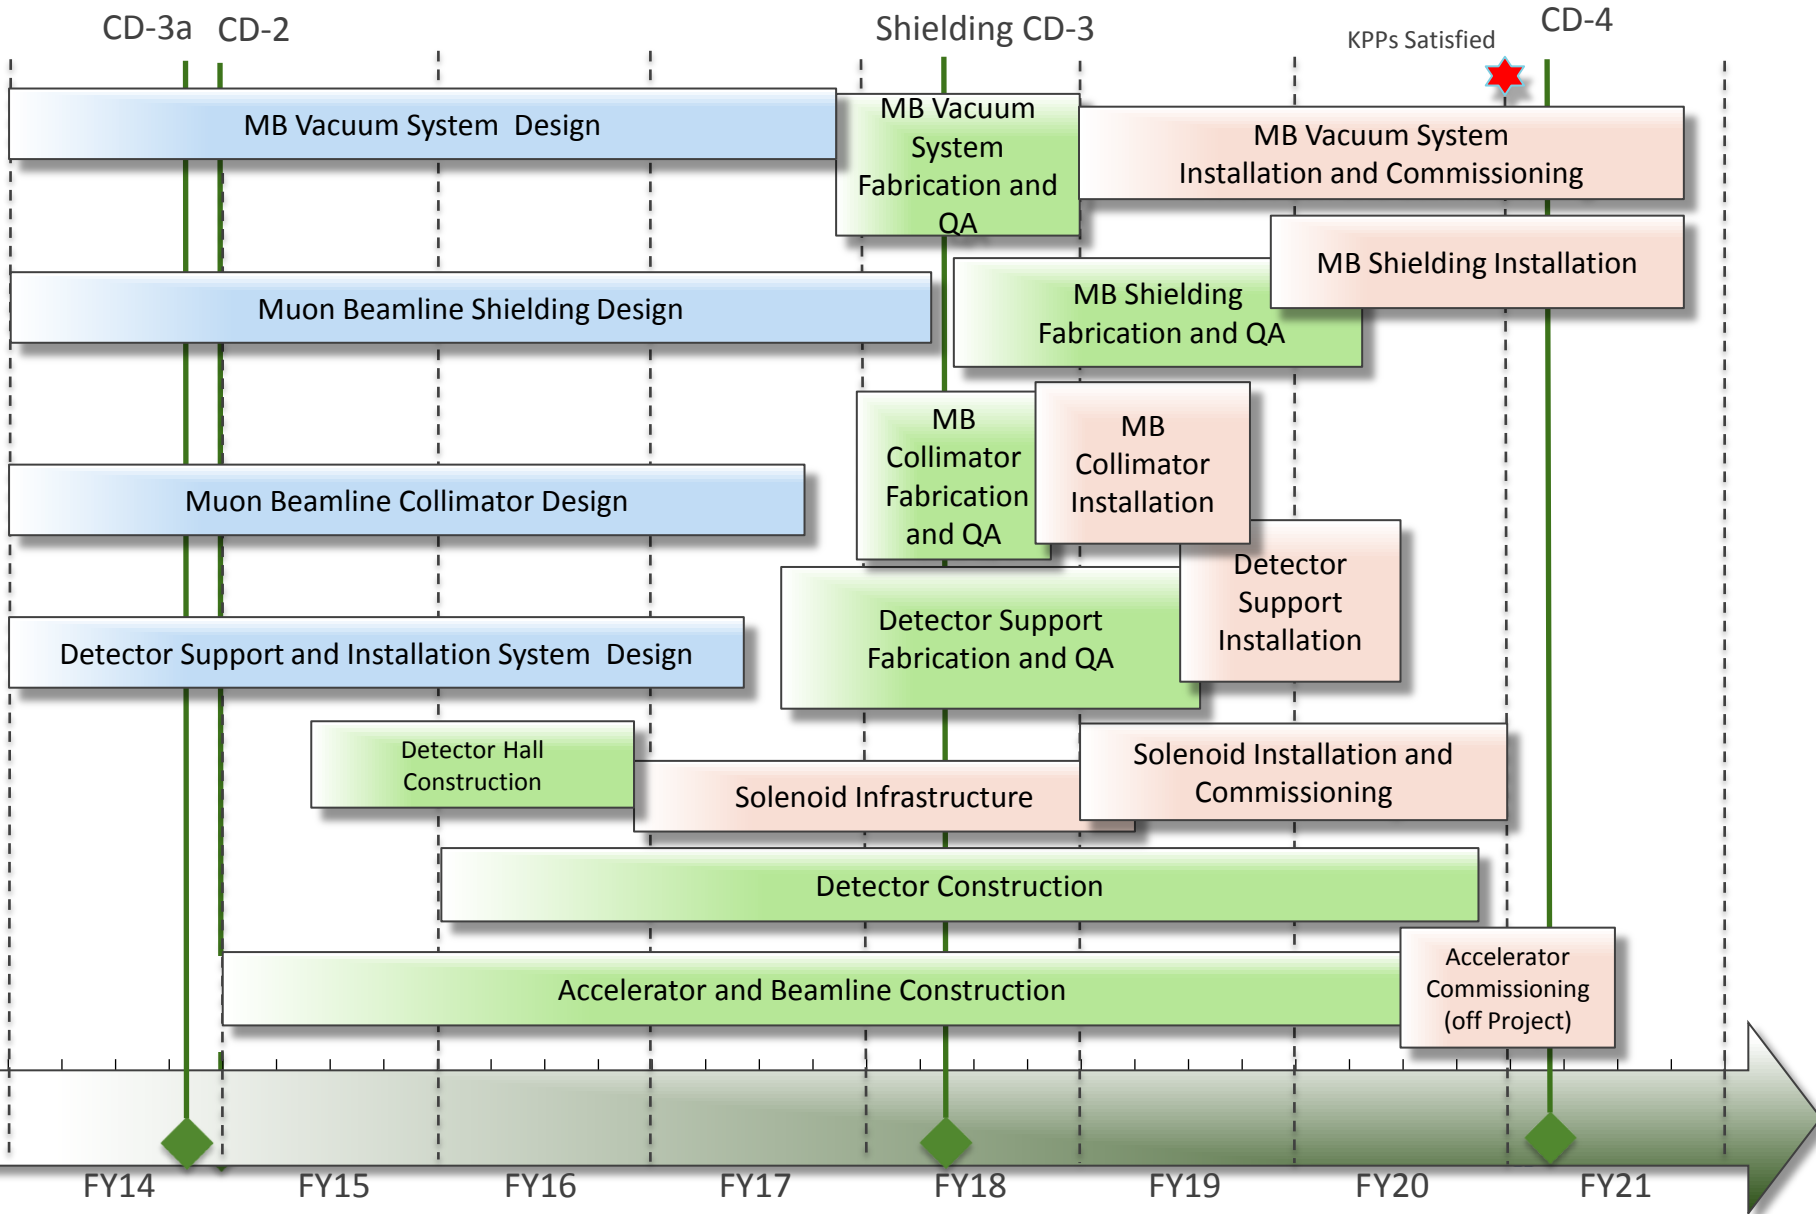 CD-3a
CD-2
Shielding CD-3
KPPs Satisfied
CD-4
MB Vacuum System Design
MB Vacuum
System
Fabrication and
QA
MB Vacuum System
Installation and Commissioning
Muon Beamline Shielding Design
MB Shielding
Fabrication and QA
MB Shielding Installation
Muon Beamline Collimator Design
MB
Collimator
Fabrication
and QA
MB
Collimator
Installation
Detector Support and Installation System Design
Detector Support
Fabrication and QA
Detector
Support
Installation
Detector Hall
Construction
Solenoid Infrastructure
Solenoid Installation and
Commissioning
Detector Construction
Accelerator and Beamline Construction
Accelerator
Commissioning
(off Project)
FY14
FY15
FY16
FY17
FY18
FY19
FY20
FY21